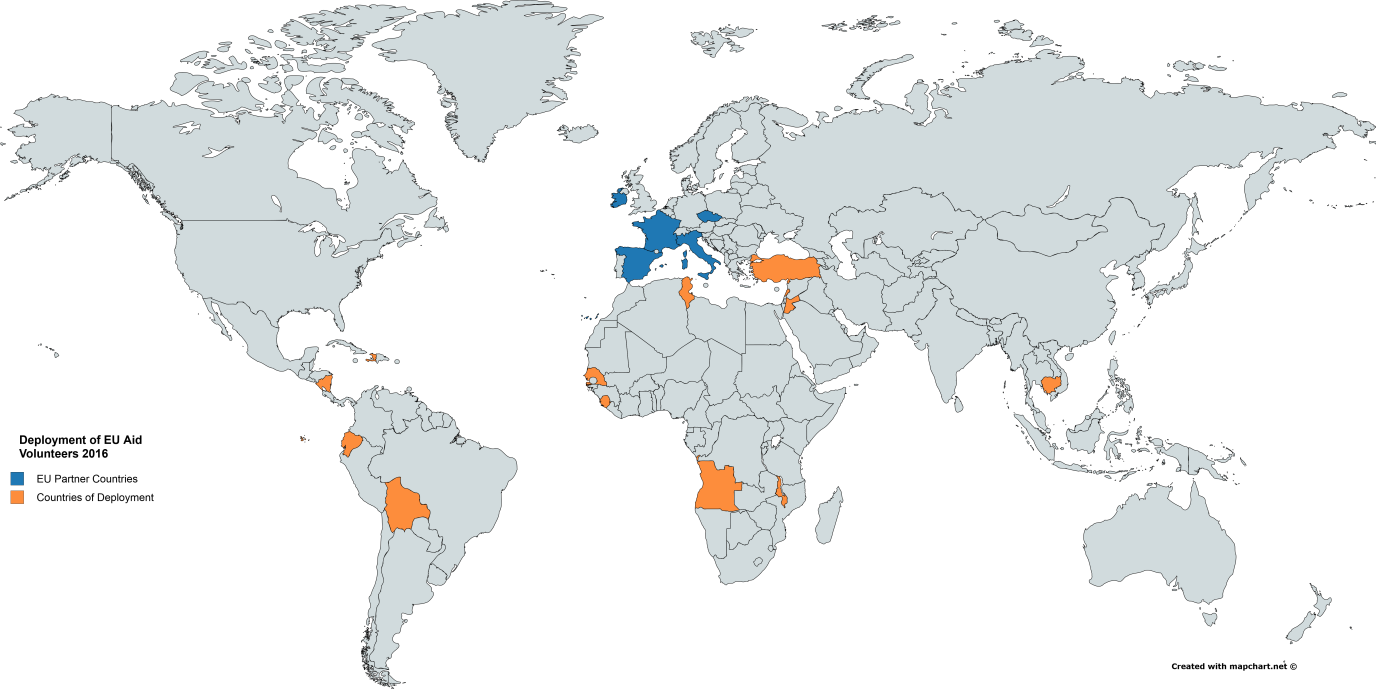 Deployment of EU Aid
Volunteers 2016
EU Partner Countries
Countries of Deployment
Created with mapchart.net ©